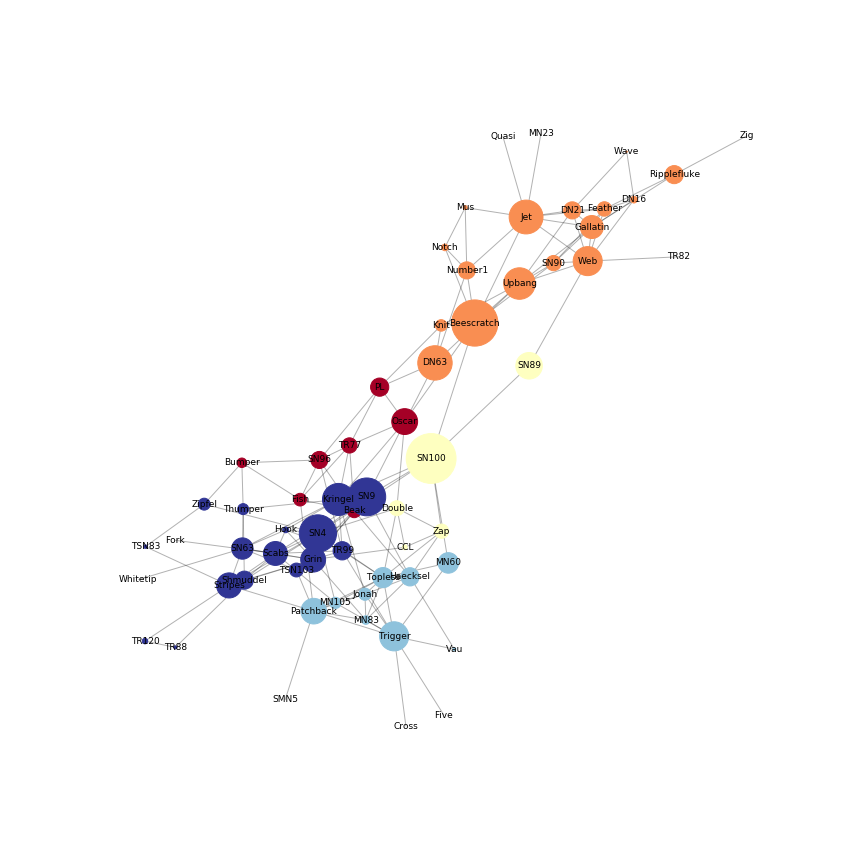 Quasi
MN23
Zig
Wave
Ripplefluke
DN16
Mus
DN21
Feather
Jet
Gallatin
Notch
TR82
Web
SN90
Number1
Upbang
Beescratch
Knit
DN63
SN89
PL
Oscar
TR77
SN100
SN96
Bumper
SN9
Kringel
Fish
Zipfel
Thumper
Double
Beak
Hook
Zap
SN4
Fork
TSN83
CCL
SN63
TR99
Scabs
Grin
MN60
TSN103
Topless
Hoecksel
Whitetip
Shmuddel
Stripes
Jonah
MN105
Patchback
MN83
Trigger
TR120
TR88
Vau
SMN5
Five
Cross